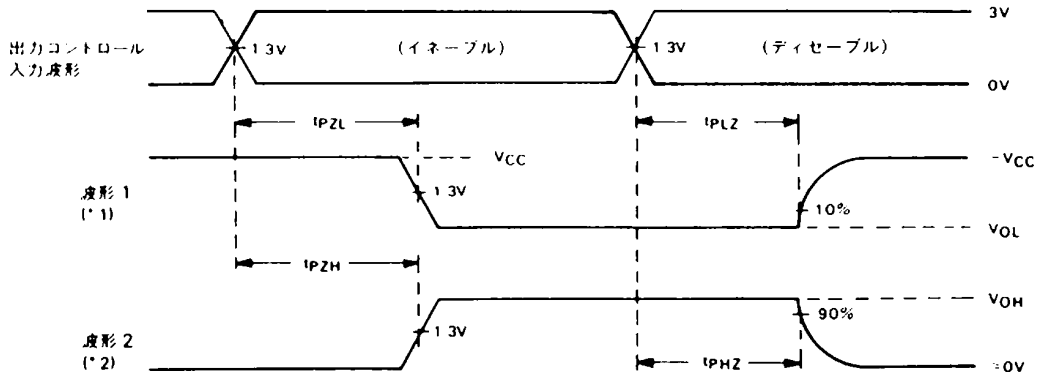 3V
出力コントロール
入力波形
1.3V
(イネーブル)
1.3V
(ディセーブル)
0V
tPZL
tPLZ
VCC
=VCC
波形 1
(*1)
1.3V
10%
VOL
tPZH
VOH
波形 2
(*2)
1.3V
90%
tPHZ
=0V